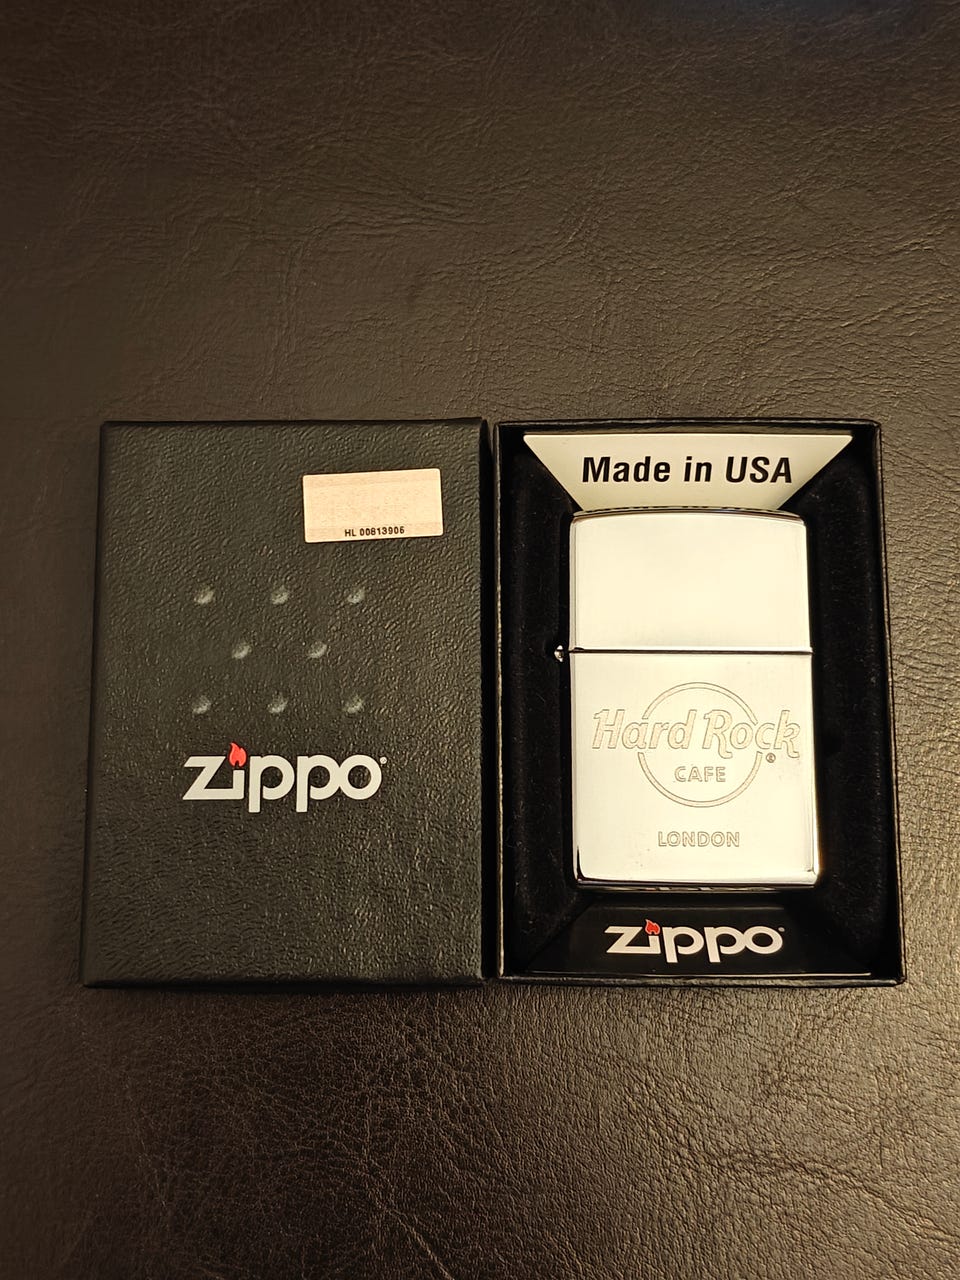 HL 00813906
zippo
Made in USA
Hard Rock
CAFE
®
LONDON
zippo